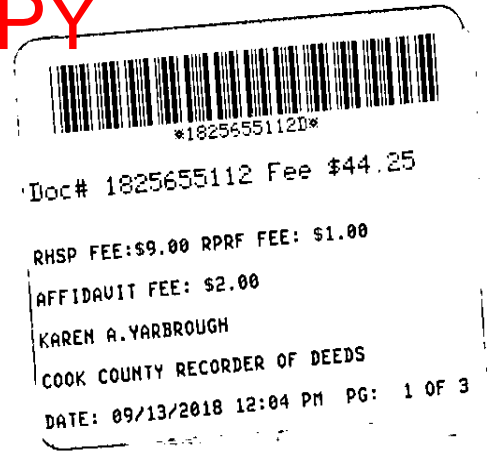 PY
*1825655112D*
Doc# 1825655112 Fee $44.25
RHSP FEE:$9.00 RPRF FEE: $1.00
AFFIDAVIT FEE: $2.00
KAREN A.YARBROUGH
COOK COUNTY RECORDER OF DEEDS
DATE: 09/13/2018 12:04 PM PG: 1 OF 3